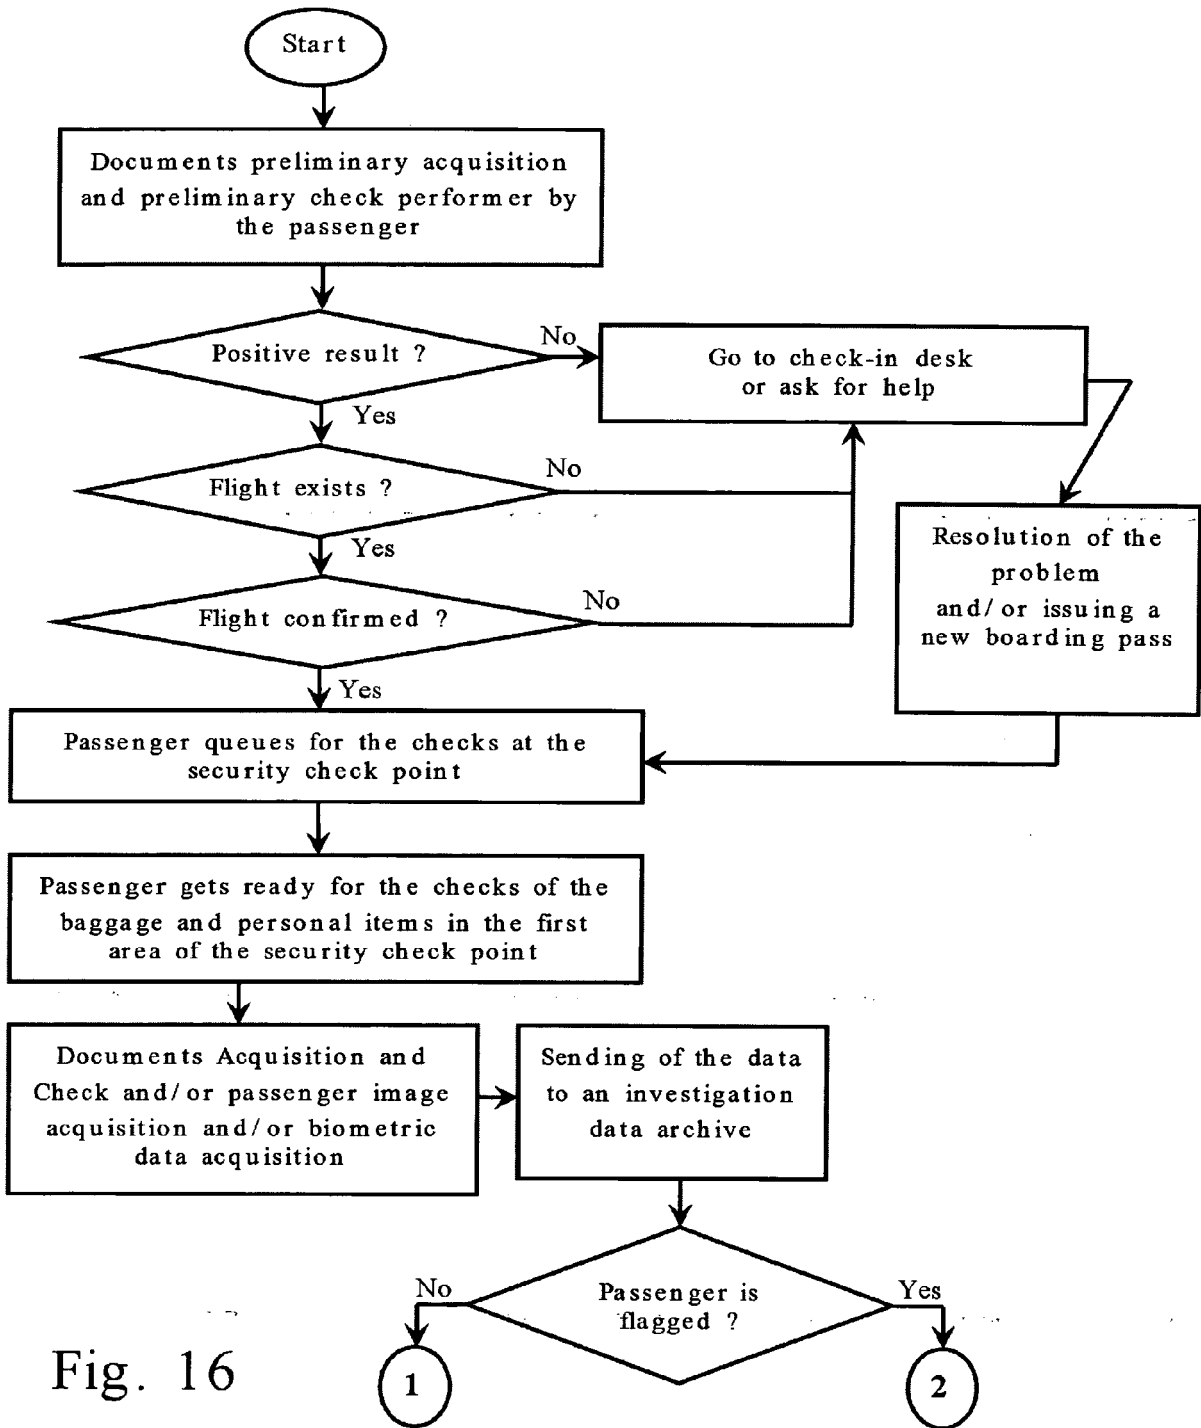 Start
Documents preliminary acquisition
and preliminary check performer by
the passenger
Positive result ?
No
Go to check-in desk
or ask for help
Yes
Flight exists ?
No
Yes
Resolution of the
problem
and/or issuing a
new boarding pass
Flight confirmed ?
No
Yes
Passenger queues for the checks at the
security check point
Passenger gets ready for the checks of the
baggage and personal items in the first
area of the security check point
Documents Acquisition and
Check and/or passenger image
acquisition and/or biometric
data acquisition
Sending of the data
to an investigation
data archive
Passenger is
flagged ?
No
Yes
1
2
Fig. 16